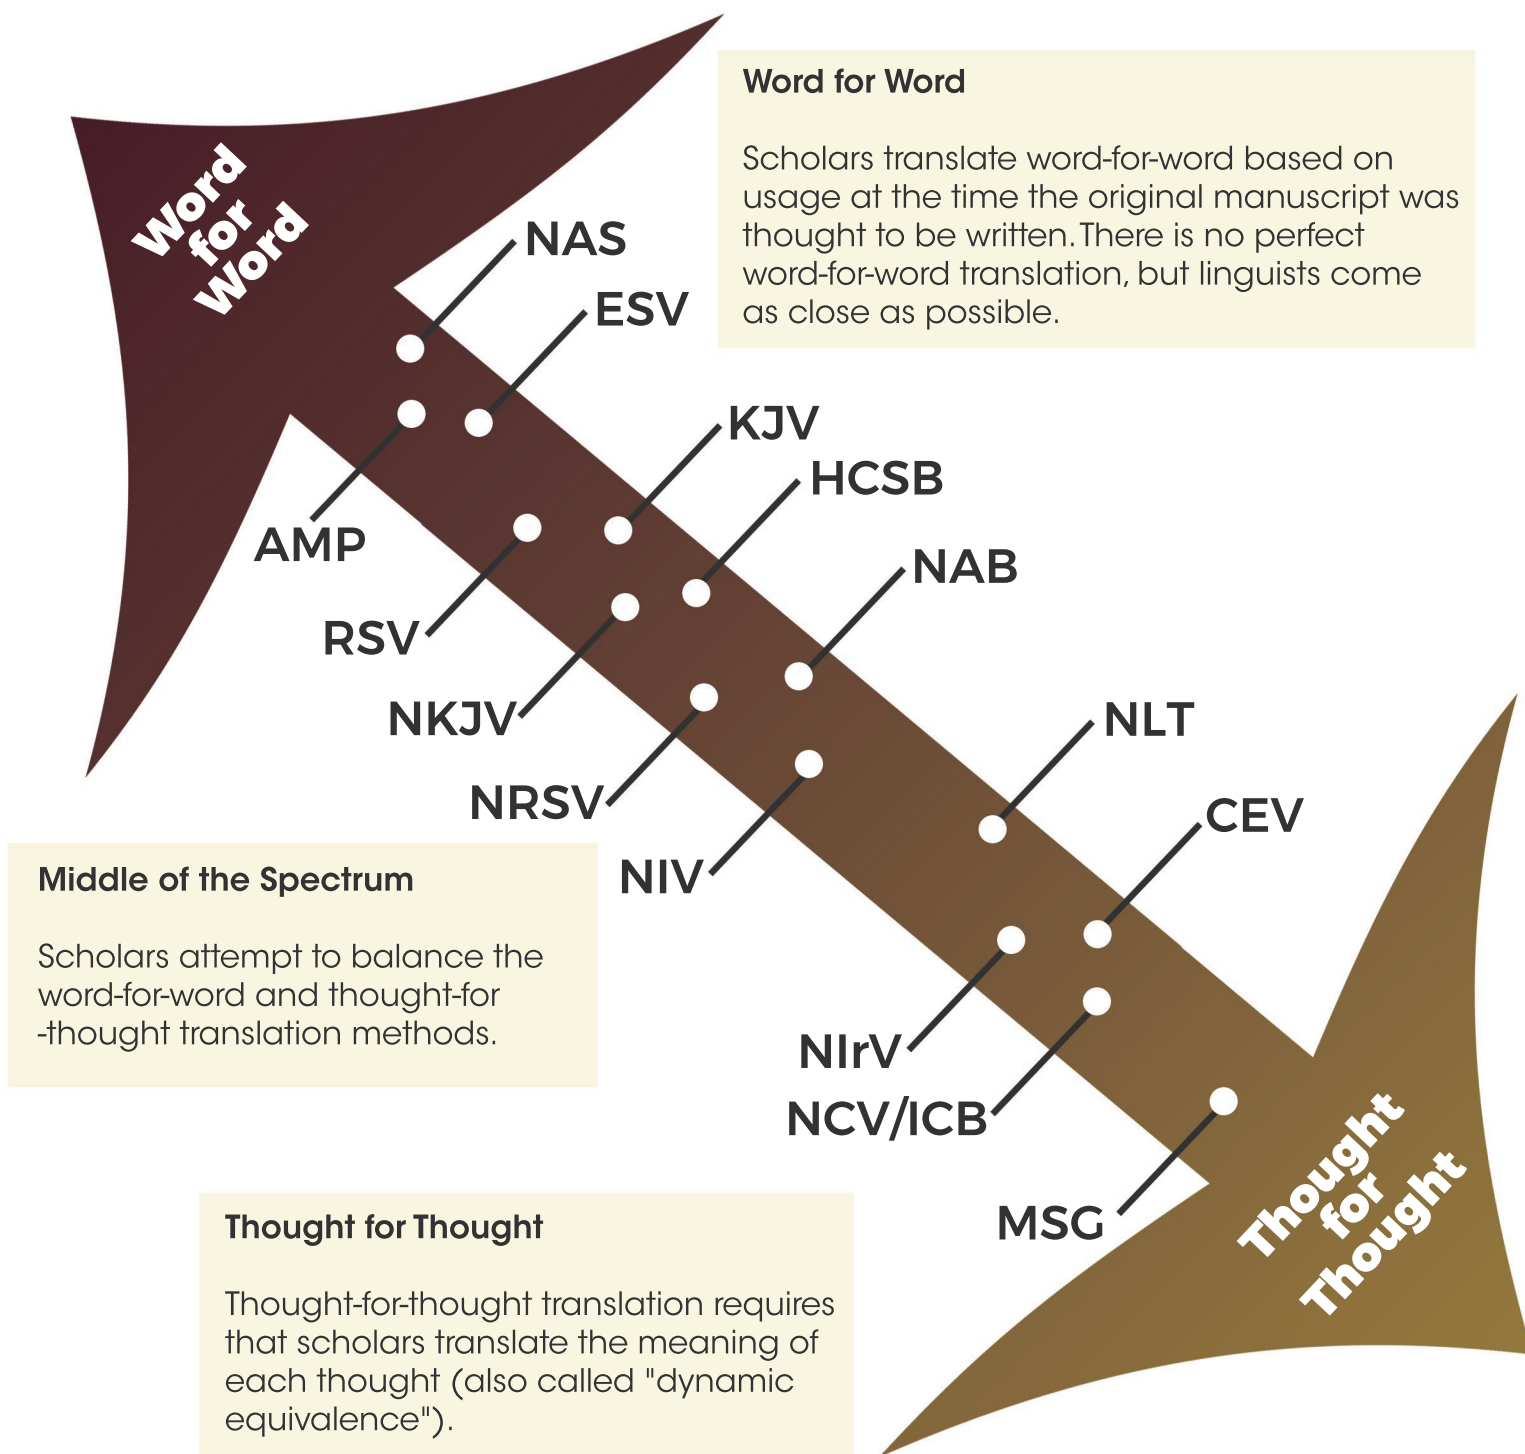 Word
for
Word
Word for Word
Scholars translate word-for-word based on
usage at the time the original manuscript was
thought to be written. There is no perfect
word-for-word translation, but linguists come
as close as possible.
NAS
ESV
KJV
HCSB
AMP
NAB
RSV
NKJV
NLT
NRSV
CEV
NIV
Middle of the Spectrum
Scholars attempt to balance the
word-for-word and thought-for
-thought translation methods.
NIrV
NCV/ICB
MSG
Thought
for
Thought
Thought for Thought
Thought-for-thought translation requires
that scholars translate the meaning of
each thought (also called "dynamic
equivalence").